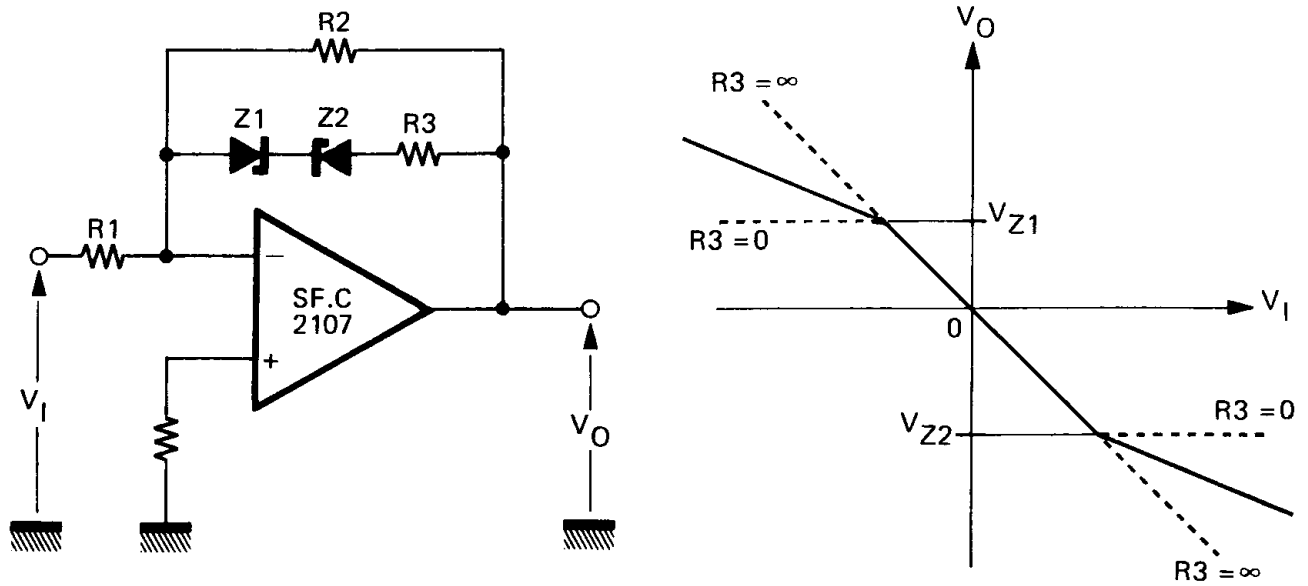 R2
Z1
Z2
R3
R1
−
SF.C
2107
+
V_I
V_O
V_O
R3 = ∞
V_Z1
R3 = 0
0
V_I
V_Z2
R3 = 0
R3 = ∞